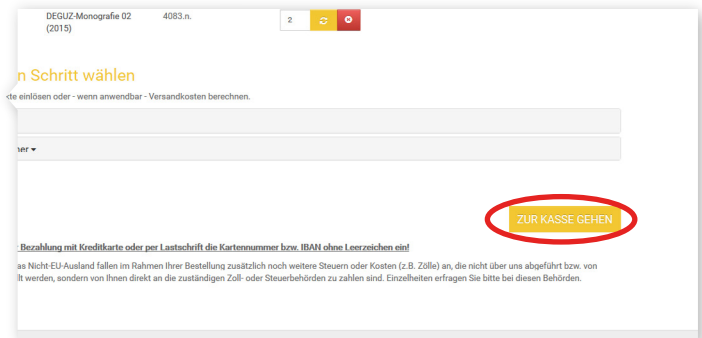 DEGUZ-Monografie 02 4083.n. 2
(2015)
n Schritt wählen
kte einlösen oder - wenn anwendbar - Versandkosten berechnen.
ner
ZUR KASSE GEHEN
Bezahlung mit Kreditkarte oder per Lastschrift die Kartennummer bzw. IBAN ohne Leerzeichen ein!
as Nicht-EU-Ausland fallen im Rahmen Ihrer Bestellung zusätzlich noch weitere Steuern oder Kosten (z.B. Zölle) an, die nicht über uns abgeführt bzw. von
llt werden, sondern von Ihnen direkt an die zuständigen Zoll- oder Steuerbehörden zu zahlen sind. Einzelheiten erfragen Sie bitte bei diesen Behörden.